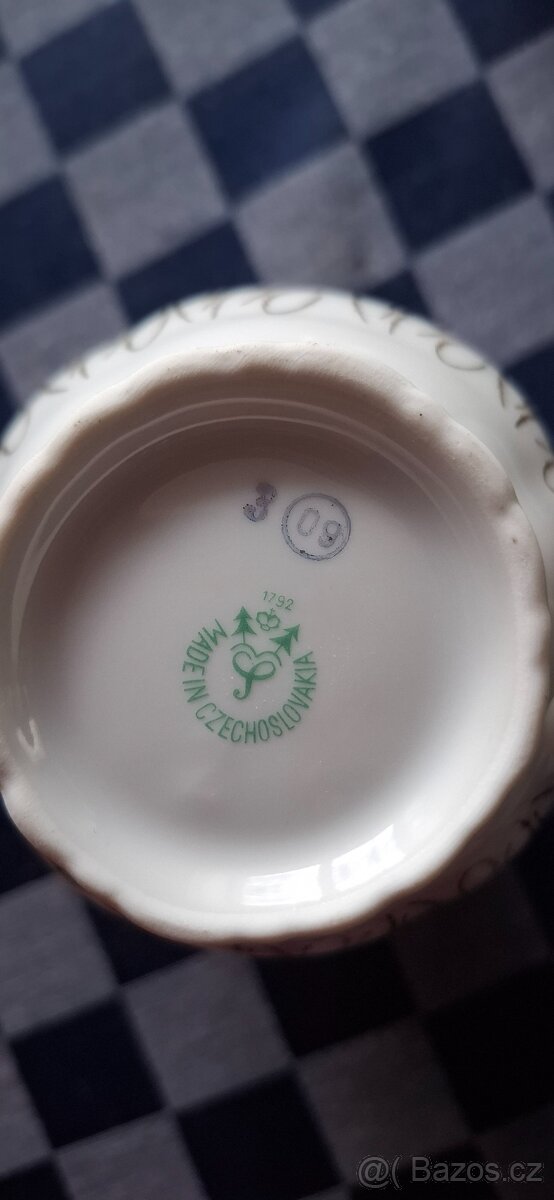 3 09
1792
MADE IN CZECHOSLOVAKIA
S
@( Bazos.cz